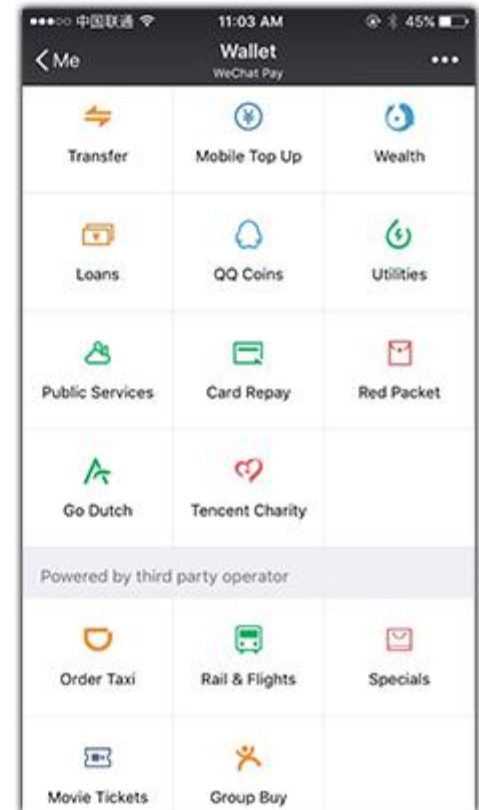 中国联通 11:03 AM 45%
Me Wallet
WeChat Pay
Transfer Mobile Top Up Wealth
Loans QQ Coins Utilities
Public Services Card Repay Red Packet
Go Dutch Tencent Charity
Powered by third party operator
Order Taxi Rail & Flights Specials
Movie Tickets Group Buy